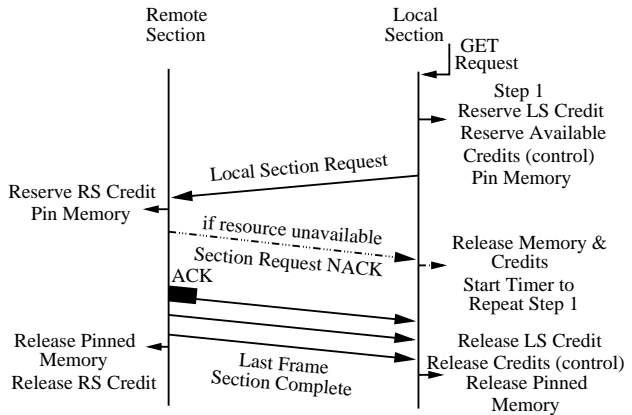 Remote
Section
Local
Section
GET
Request
Step 1
Reserve LS Credit
Reserve Available
Credits (control)
Pin Memory
Local Section Request
Reserve RS Credit
Pin Memory
if resource unavailable
Section Request NACK
Release Memory &
Credits
Start Timer to
Repeat Step 1
ACK
Release Pinned
Memory
Release RS Credit
Last Frame
Section Complete
Release LS Credit
Release Credits (control)
Release Pinned
Memory